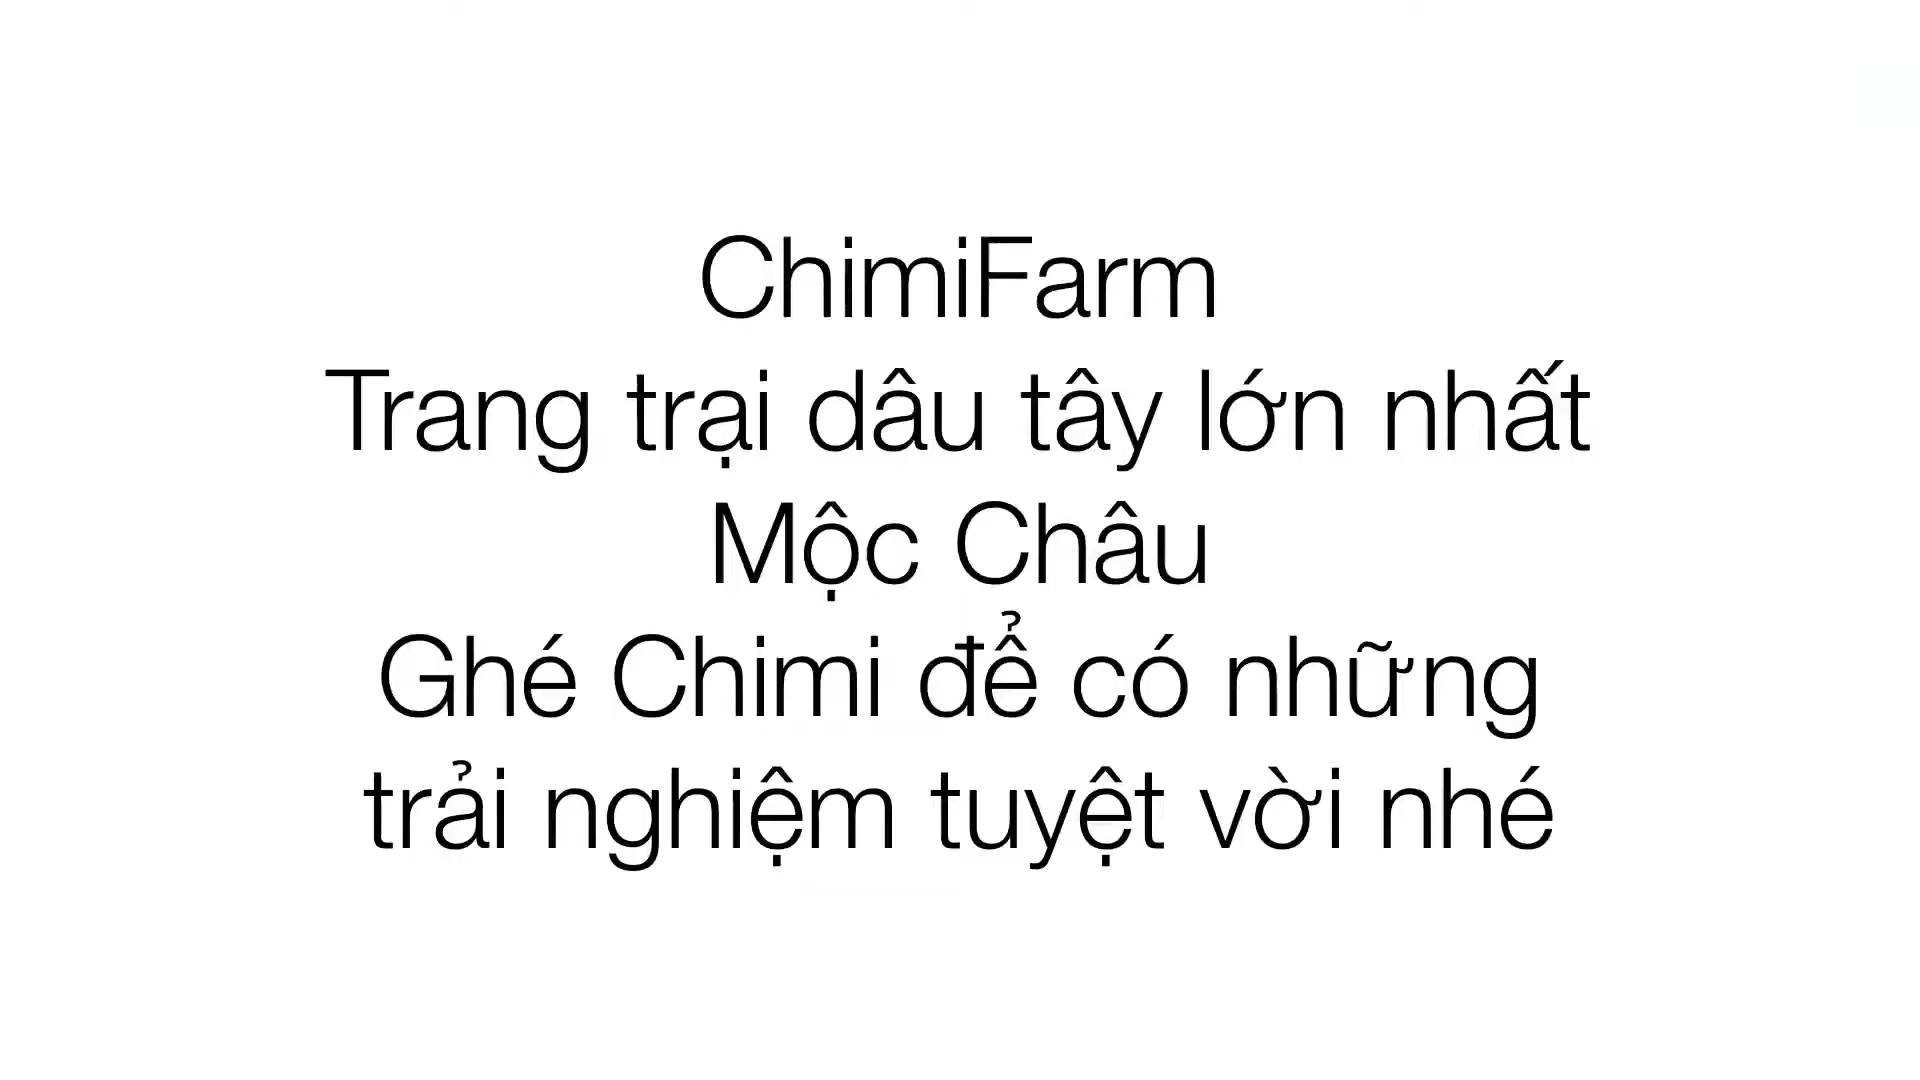 ChimiFarm
Trang trại dâu tây lớn nhất
Mộc Châu
Ghé Chimi để có những
trải nghiệm tuyệt vời nhé